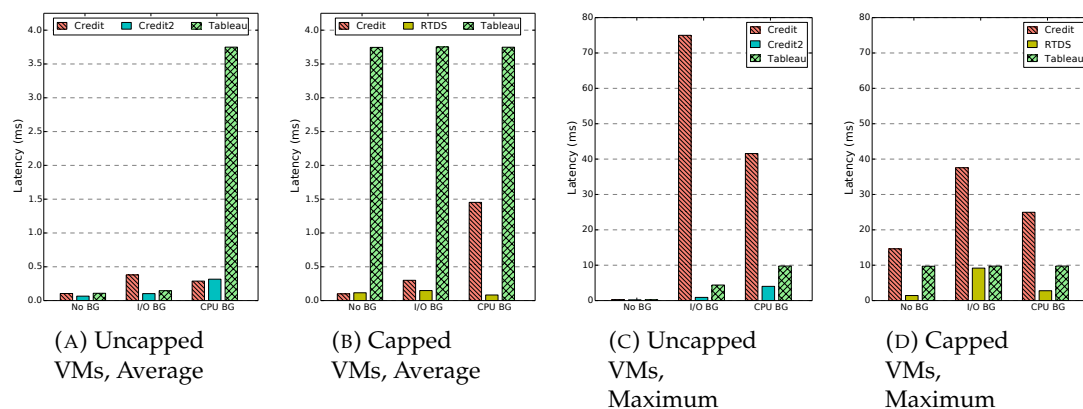 4.0
3.5
3.0
2.5
2.0
1.5
1.0
0.5
0.0
Latency (ms)
Credit Credit2 Tableau
No BG I/O BG CPU BG
(A) Uncapped
VMs, Average
4.0
3.5
3.0
2.5
2.0
1.5
1.0
0.5
0.0
Latency (ms)
Credit RTDS Tableau
No BG I/O BG CPU BG
(B) Capped
VMs, Average
80
70
60
50
40
30
20
10
0
Latency (ms)
Credit
Credit2
Tableau
No BG I/O BG CPU BG
(C) Uncapped
VMs,
Maximum
80
70
60
50
40
30
20
10
0
Latency (ms)
Credit
RTDS
Tableau
No BG I/O BG CPU BG
(D) Capped
VMs,
Maximum